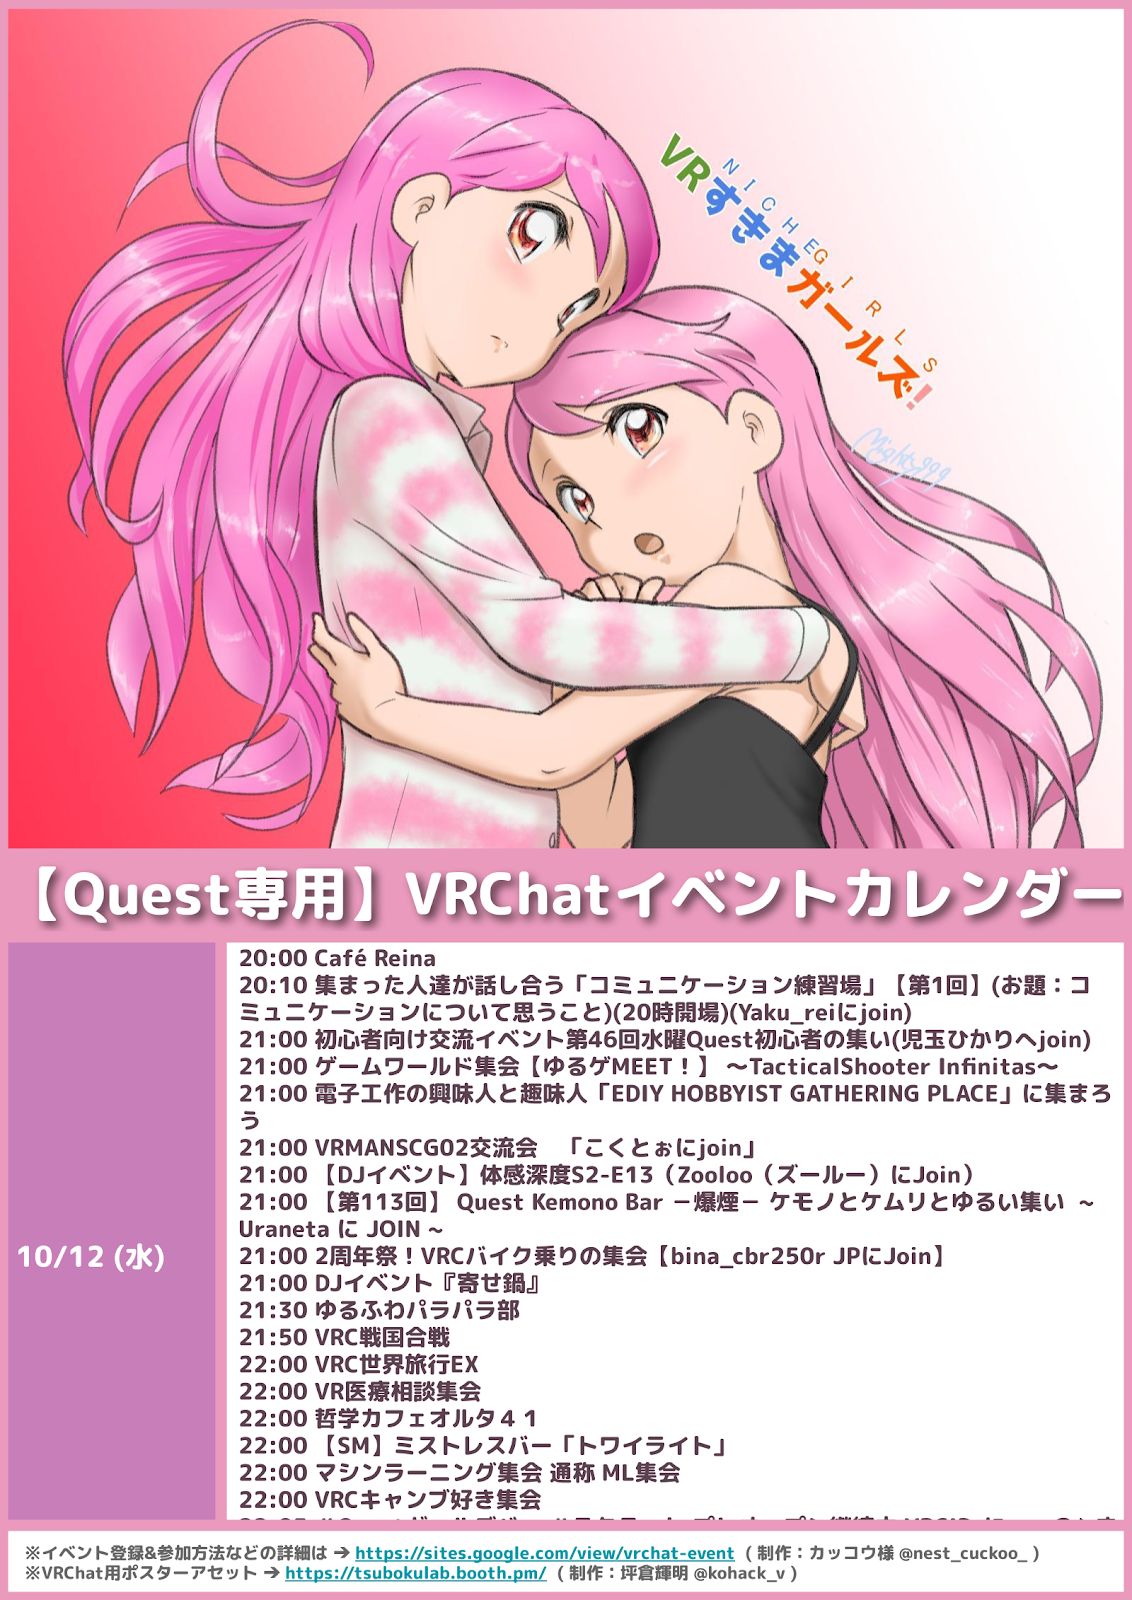 NICHE GIRLS
VRすきまガールズ!
Mighty999
【Quest専用】VRChatイベントカレンダー
10/12 (水)
20:00 Café Reina
20:10 集まった人達が話し合う「コミュニケーション練習場」【第1回】(お題：コ
ミュニケーションについて思うこと)(20時開場)(Yaku_reiにjoin)
21:00 初心者向け交流イベント第46回水曜Quest初心者の集い(児玉ひかりへjoin)
21:00 ゲームワールド集会【ゆるゲMEET！】 ～TacticalShooter Infinitas～
21:00 電子工作の興味人と趣味人「EDIY HOBBYIST GATHERING PLACE」に集まろ
う
21:00 VRMANSCG02交流会　「こくとぉにjoin」
21:00 【DJイベント】体感深度S2-E13（Zooloo（ズールー）にJoin）
21:00 【第113回】 Quest Kemono Bar －爆煙－ ケモノとケムリとゆるい集い ~
Uraneta に JOIN ~
21:00 2周年祭！VRCバイク乗りの集会【bina_cbr250r JPにJoin】
21:00 DJイベント『寄せ鍋』
21:30 ゆるふわパラパラ部
21:50 VRC戦国合戦
22:00 VRC世界旅行EX
22:00 VR医療相談集会
22:00 哲学カフェオルタ４１
22:00 【SM】ミストレスバー「トワイライト」
22:00 マシンラーニング集会 通称 ML集会
22:00 VRCキャンプ好き集会
※イベント登録&参加方法などの詳細は → https://sites.google.com/view/vrchat-event （ 制作：カッコウ様 @nest_cuckoo_ ）
※VRChat用ポスターアセット → https://tsubokulab.booth.pm/ （ 制作：坪倉輝明 @kohack_v ）